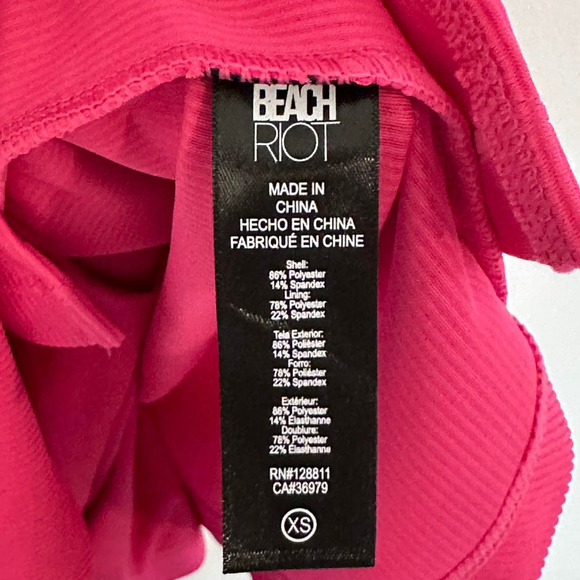 BEACH
RIOT
MADE IN
CHINA
HECHO EN CHINA
FABRIQUÉ EN CHINE
Shell:
86% Polyester
14% Spandex
Lining:
78% Polyester
22% Spandex
Tela Exterior:
86% Poliéster
14% Spandex
Forro:
78% Poliéster
22% Spandex
Extérieur:
86% Polyester
14% Élasthanne
Doublure:
78% Polyester
22% Élasthanne
RN#128811
CA#36979
XS